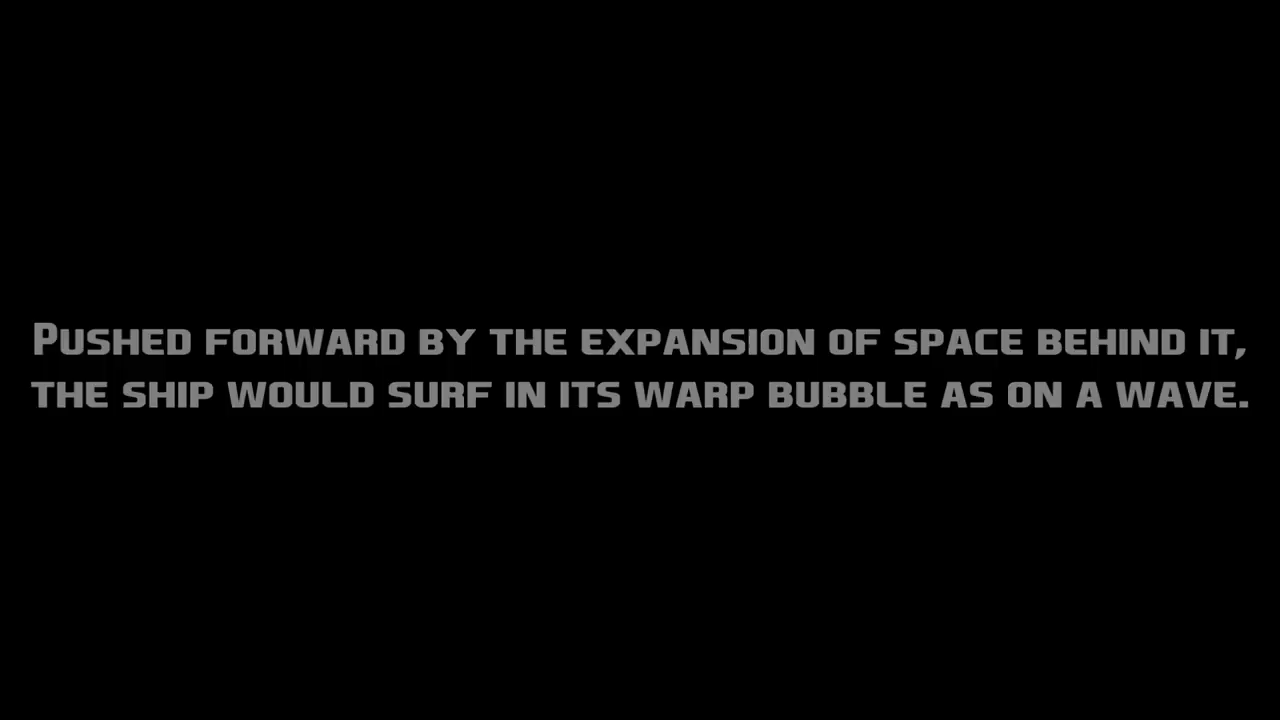 Pushed forward by the expansion of space behind it,
the ship would surf in its warp bubble as on a wave.